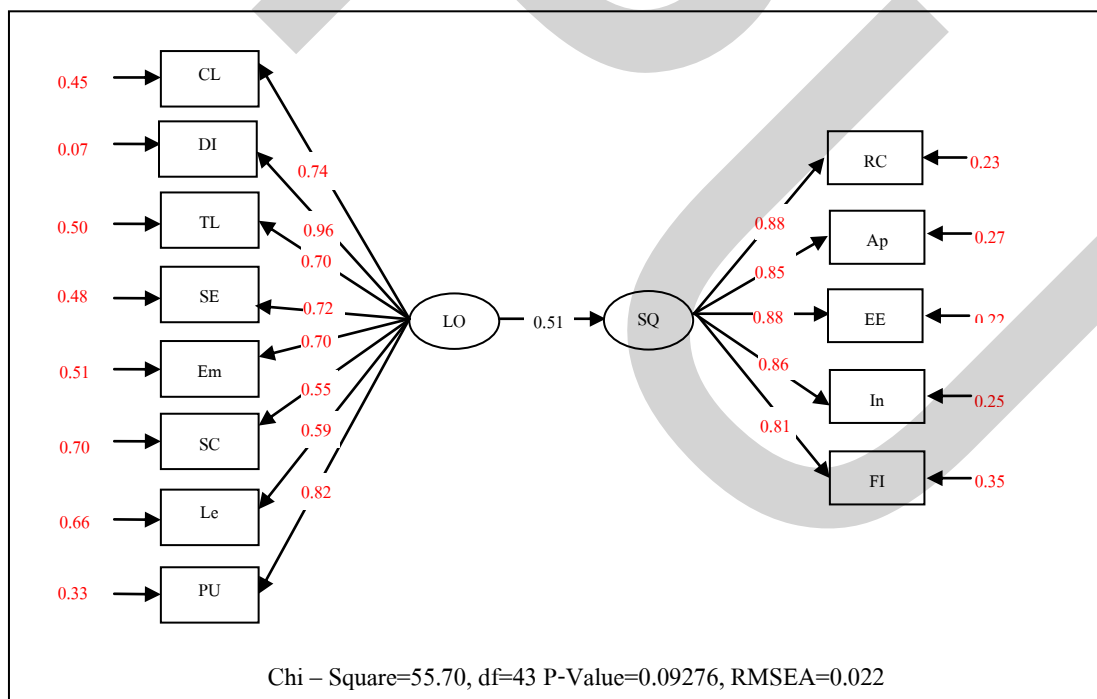 0.45 CL
0.74
0.07 DI
0.96
0.50 TL
0.70
0.48 SE
0.72
0.51 Em
0.70
0.70 SC
0.55
0.66 Le
0.59
0.33 PU
0.82
LO
0.51
SQ
0.88
RC 0.23
0.85
Ap 0.27
0.88
EE 0.22
0.86
In 0.25
0.81
FI 0.35
Chi – Square=55.70, df=43 P-Value=0.09276, RMSEA=0.022